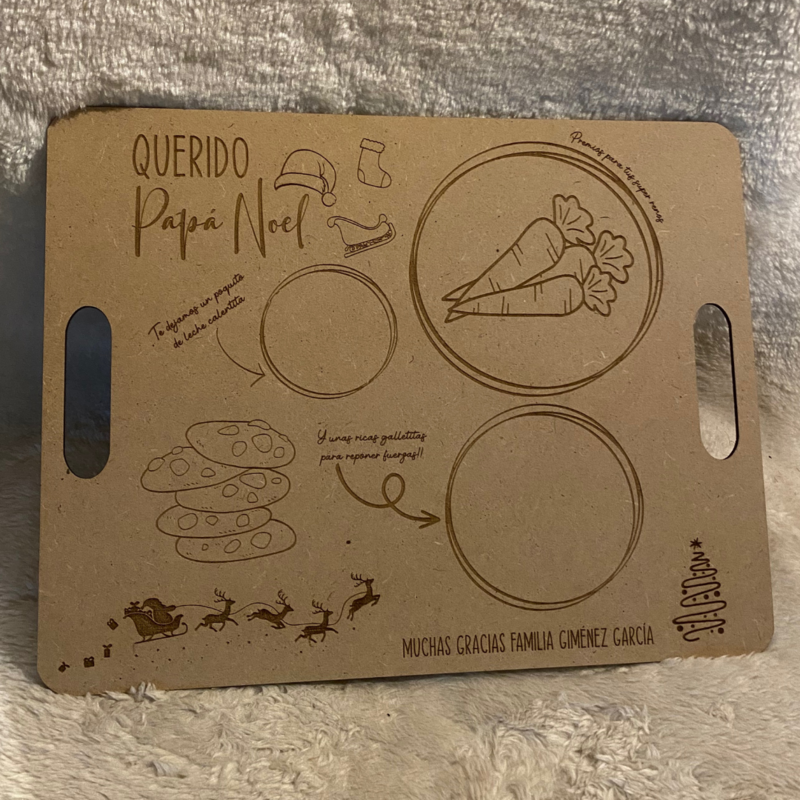 QUERIDO
Papá Noel
Premios para tus super renos
Te dejamos un poquito
de leche calentita
Y unas ricas galletitas
para reponer fuerzas!!
MUCHAS GRACIAS FAMILIA GIMÉNEZ GARCÍA